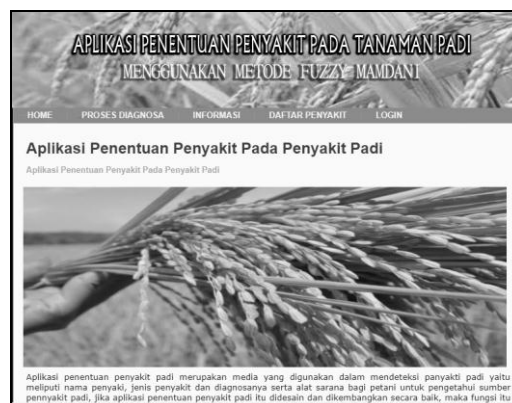 APLIKASI PENENTUAN PENYAKIT PADA TANAMAN PADI
MENGGUNAKAN METODE FUZZY MAMDANI
HOME PROSES DIAGNOSA INFORMASI DAFTAR PENYAKIT LOGIN
Aplikasi Penentuan Penyakit Pada Penyakit Padi
Aplikasi Penentuan Penyakit Pada Penyakit Padi
Aplikasi penentuan penyakit padi merupakan media yang digunakan dalam mendeteksi panyakti padi yaitu
meliputi nama penyaki, jenis penyakit dan diagnosanya serta alat sarana bagi petani untuk pengetahui sumber
pennyakit padi, jika aplikasi penentuan penyakit padi itu didesain dan dikembangkan secara baik, maka fungsi itu